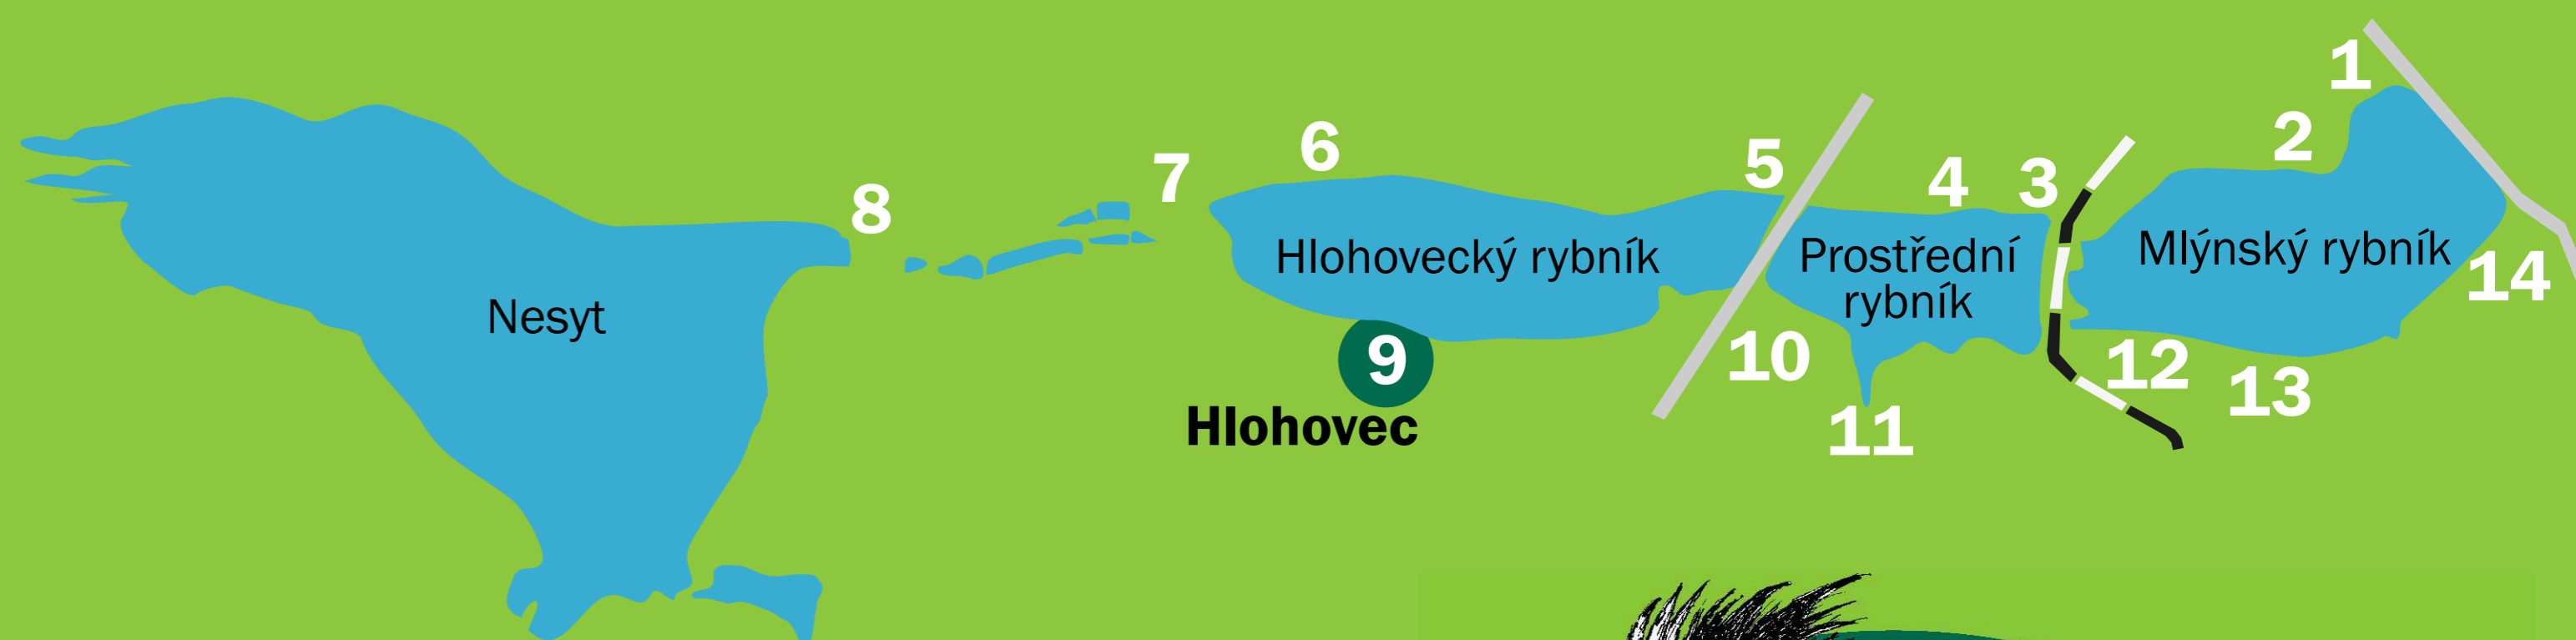 1
2
3
4
5
6
7
8
Nesyt
Hlohovecký rybník
Prostřední
rybník
Mlýnský rybník
14
9
Hlohovec
10
11
12
13